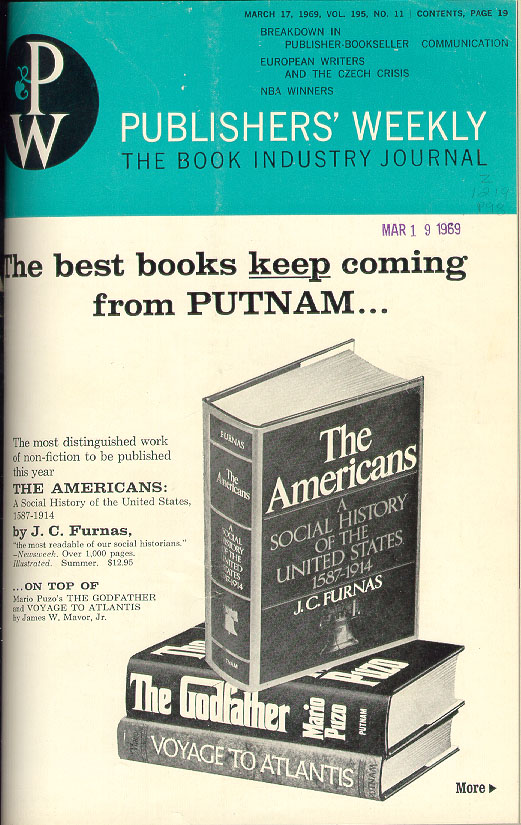 MARCH 17, 1969, VOL. 195, NO. 11 | CONTENTS, PAGE 19
BREAKDOWN IN
PUBLISHER-BOOKSELLER COMMUNICATION
EUROPEAN WRITERS
AND THE CZECH CRISIS
NBA WINNERS
PW
PUBLISHERS' WEEKLY
THE BOOK INDUSTRY JOURNAL
MAR 19 1969
The best books keep coming
from PUTNAM...
The most distinguished work
of non-fiction to be published
this year
THE AMERICANS:
A Social History of the United States,
1587-1914
by J. C. Furnas,
"the most readable of our social historians."
–Newsweek. Over 1,000 pages.
Illustrated. Summer. $12.95
...ON TOP OF
Mario Puzo's THE GODFATHER
and VOYAGE TO ATLANTIS
by James W. Mavor, Jr.
FURNAS
The
Americans
A
SOCIAL
HISTORY
OF THE
UNITED
STATES
1587-1914
The
Americans
A
SOCIAL HISTORY
OF THE
UNITED STATES
1587-1914
J. C. FURNAS
The
Puzo
The Godfather
Mario
Puzo
PUTNAM
VOYAGE TO ATLANTIS
PUTNAM
More ▶